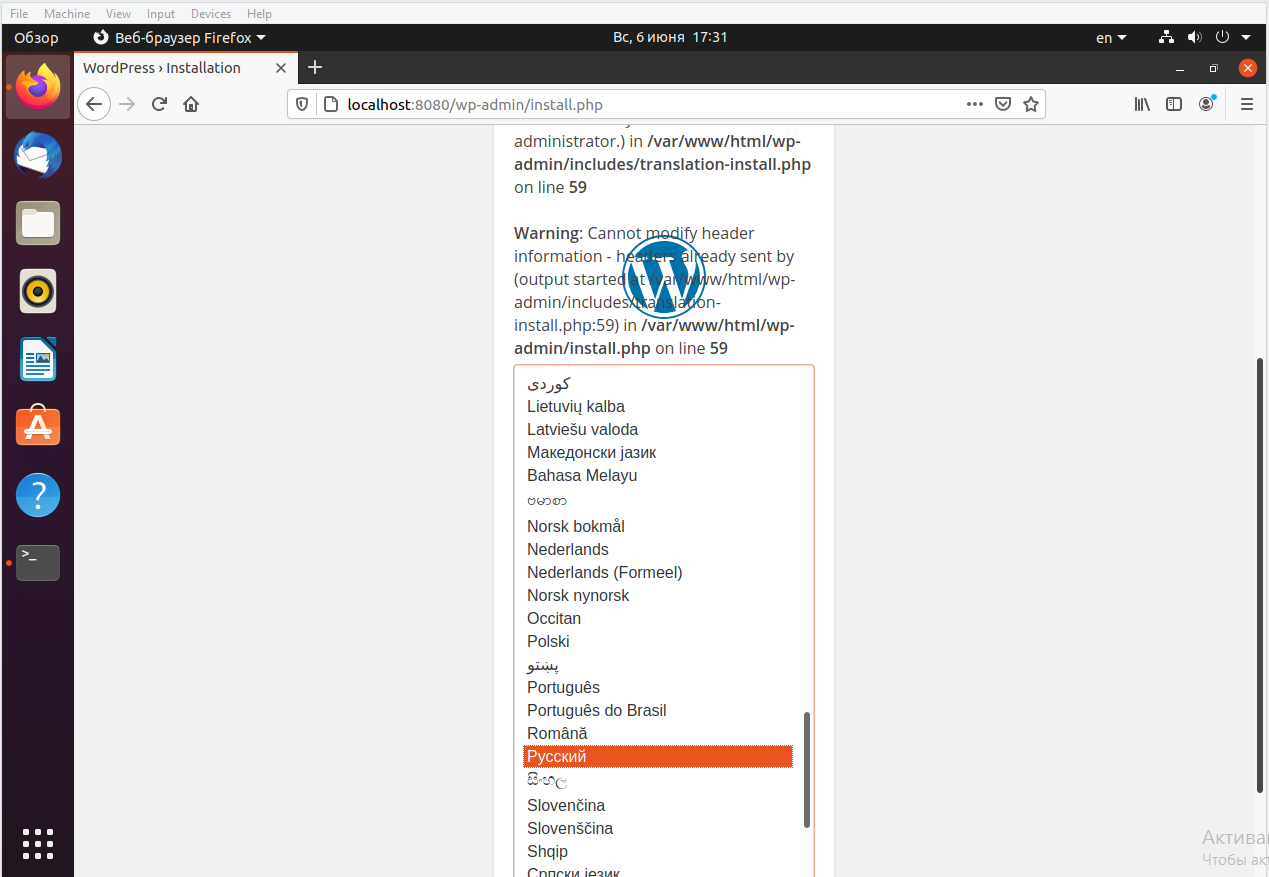 File Machine View Input Devices Help
Обзор Веб-браузер Firefox Вс, 6 июня 17:31 en
WordPress › Installation
localhost:8080/wp-admin/install.php
administrator.) in /var/www/html/wp-
admin/includes/translation-install.php
on line 59
Warning: Cannot modify header
information - headers already sent by
(output started at /var/www/html/wp-
admin/includes/translation-
install.php:59) in /var/www/html/wp-
admin/install.php on line 59
كوردی
Lietuvių kalba
Latviešu valoda
Македонски јазик
Bahasa Melayu
ဗမာစာ
Norsk bokmål
Nederlands
Nederlands (Formeel)
Norsk nynorsk
Occitan
Polski
پښتو
Português
Português do Brasil
Română
Русский
සිංහල
Slovenčina
Slovenščina
Shqip
Српски језик
Актива
Чтобы ак